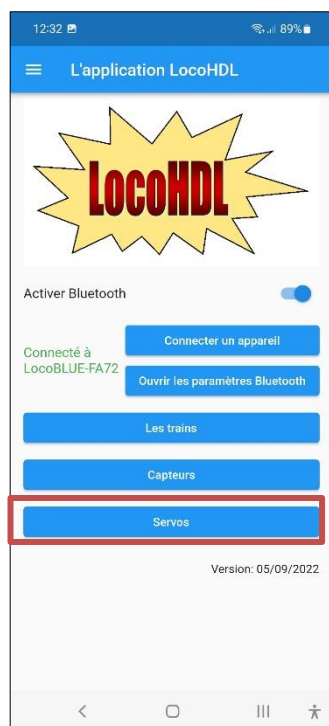 12:32 89%
L'application LocoHDL
LocoHDL
Activer Bluetooth
Connecter un appareil
Connecté à
LocoBLUE-FA72
Ouvrir les paramètres Bluetooth
Les trains
Capteurs
Servos
Version: 05/09/2022